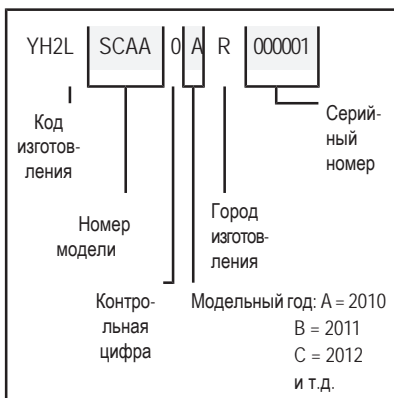 YH2L SCAA 0 A R 000001
Код
изготов-
ления
Серий-
ный
номер
Номер
модели
Город
изготов-
ления
Контро-
льная
цифра
Модельный год: A = 2010
B = 2011
C = 2012
и т.д.